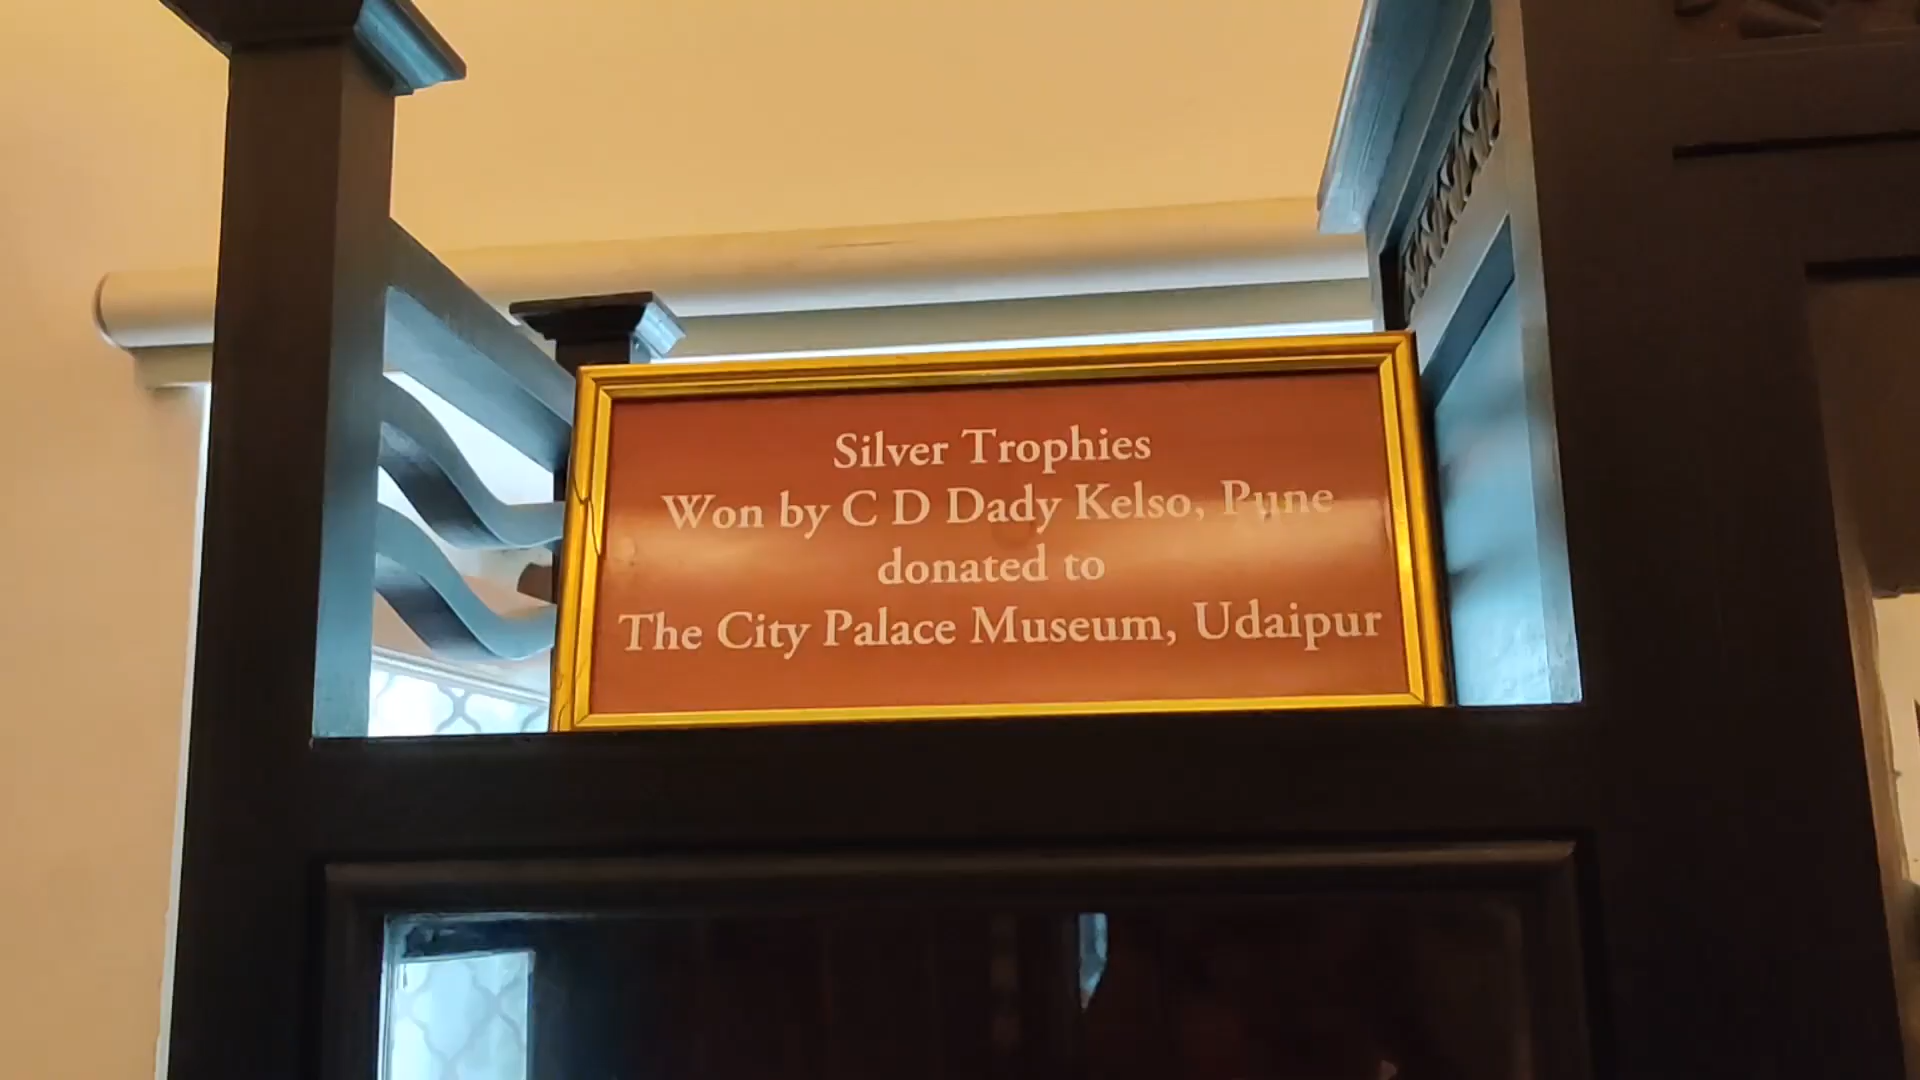 Silver Trophies
Won by C D Dady Kelso, Pune
donated to
The City Palace Museum, Udaipur